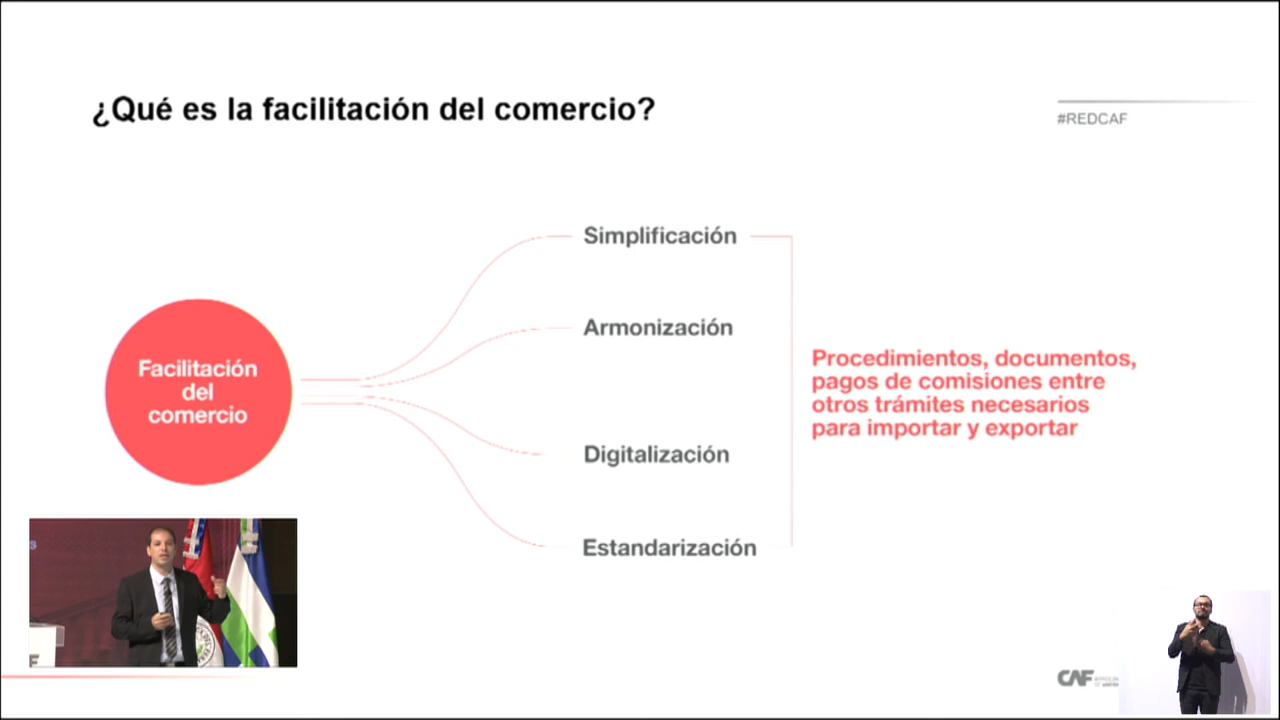 ¿Qué es la facilitación del comercio?
#REDCAF
Simplificación
Armonización
Facilitación
del
comercio
Procedimientos, documentos,
pagos de comisiones entre
otros trámites necesarios
para importar y exportar
Digitalización
Estandarización
CAF